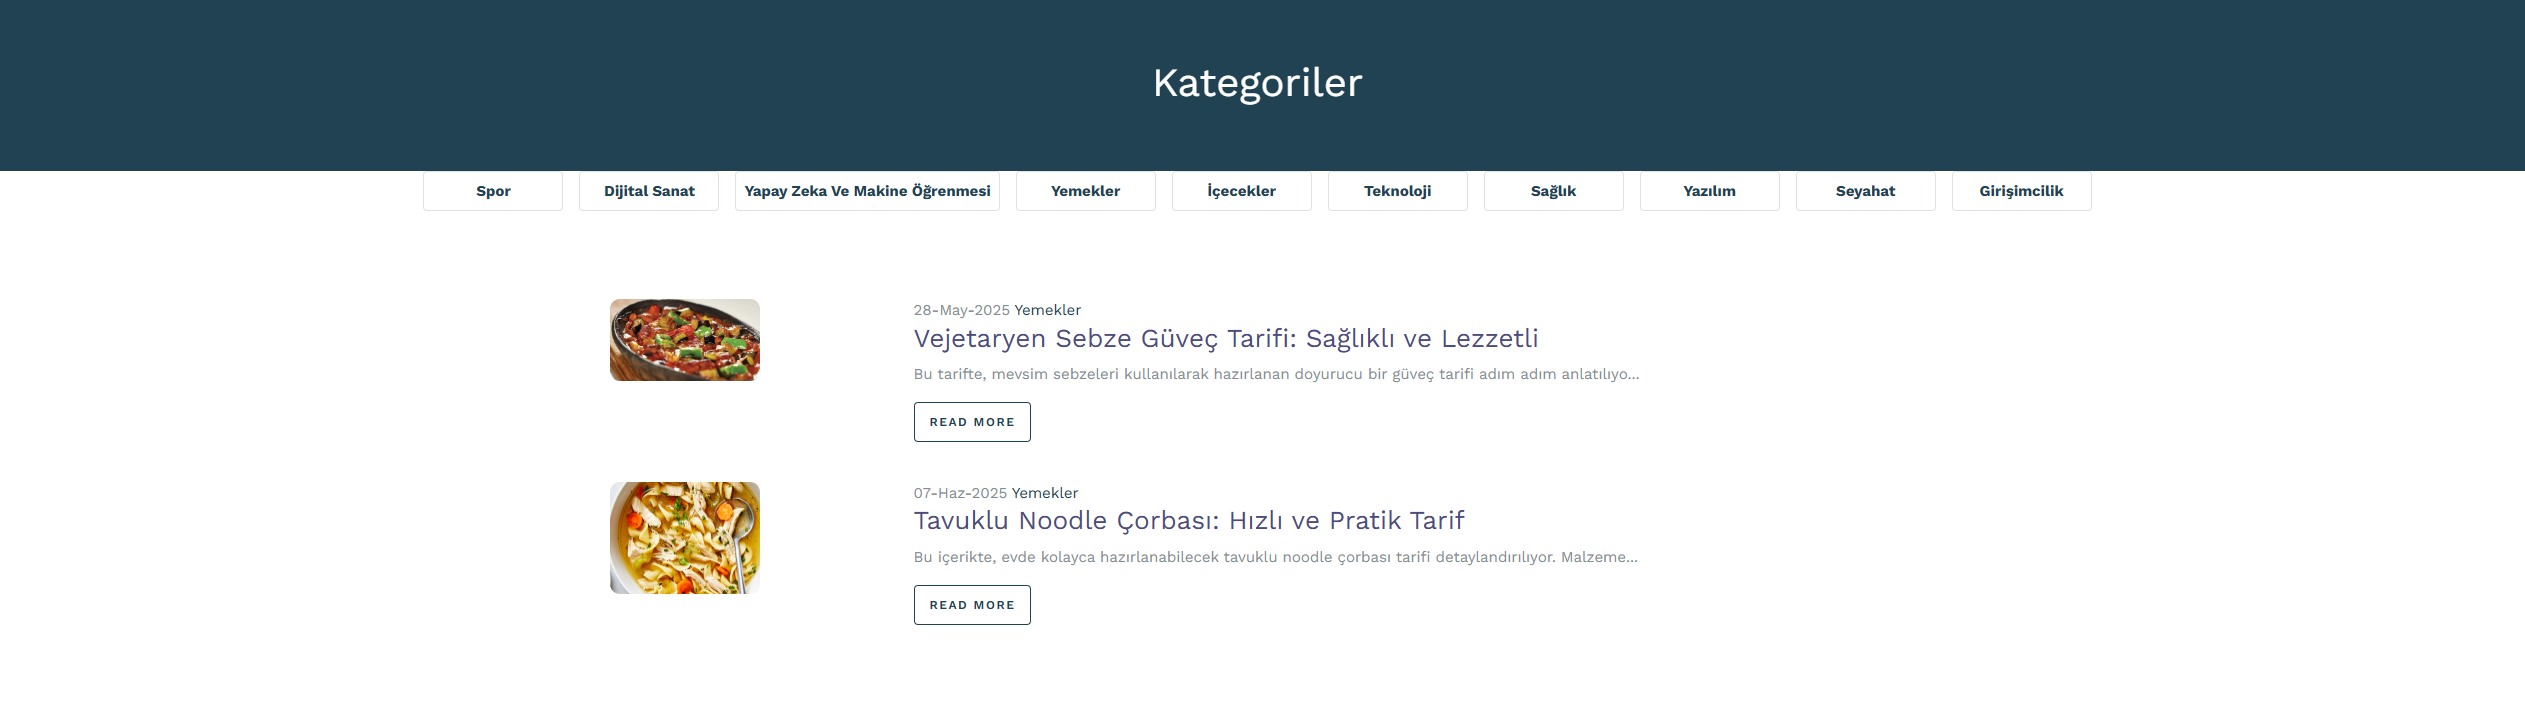 Kategoriler
Spor Dijital Sanat Yapay Zeka Ve Makine Öğrenmesi Yemekler İçecekler Teknoloji Sağlık Yazılım Seyahat Girişimcilik
28-May-2025 Yemekler
Vejetaryen Sebze Güveç Tarifi: Sağlıklı ve Lezzetli
Bu tarifte, mevsim sebzeleri kullanılarak hazırlanan doyurucu bir güveç tarifi adım adım anlatılıyo...
READ MORE
07-Haz-2025 Yemekler
Tavuklu Noodle Çorbası: Hızlı ve Pratik Tarif
Bu içerikte, evde kolayca hazırlanabilecek tavuklu noodle çorbası tarifi detaylandırılıyor. Malzeme...
READ MORE